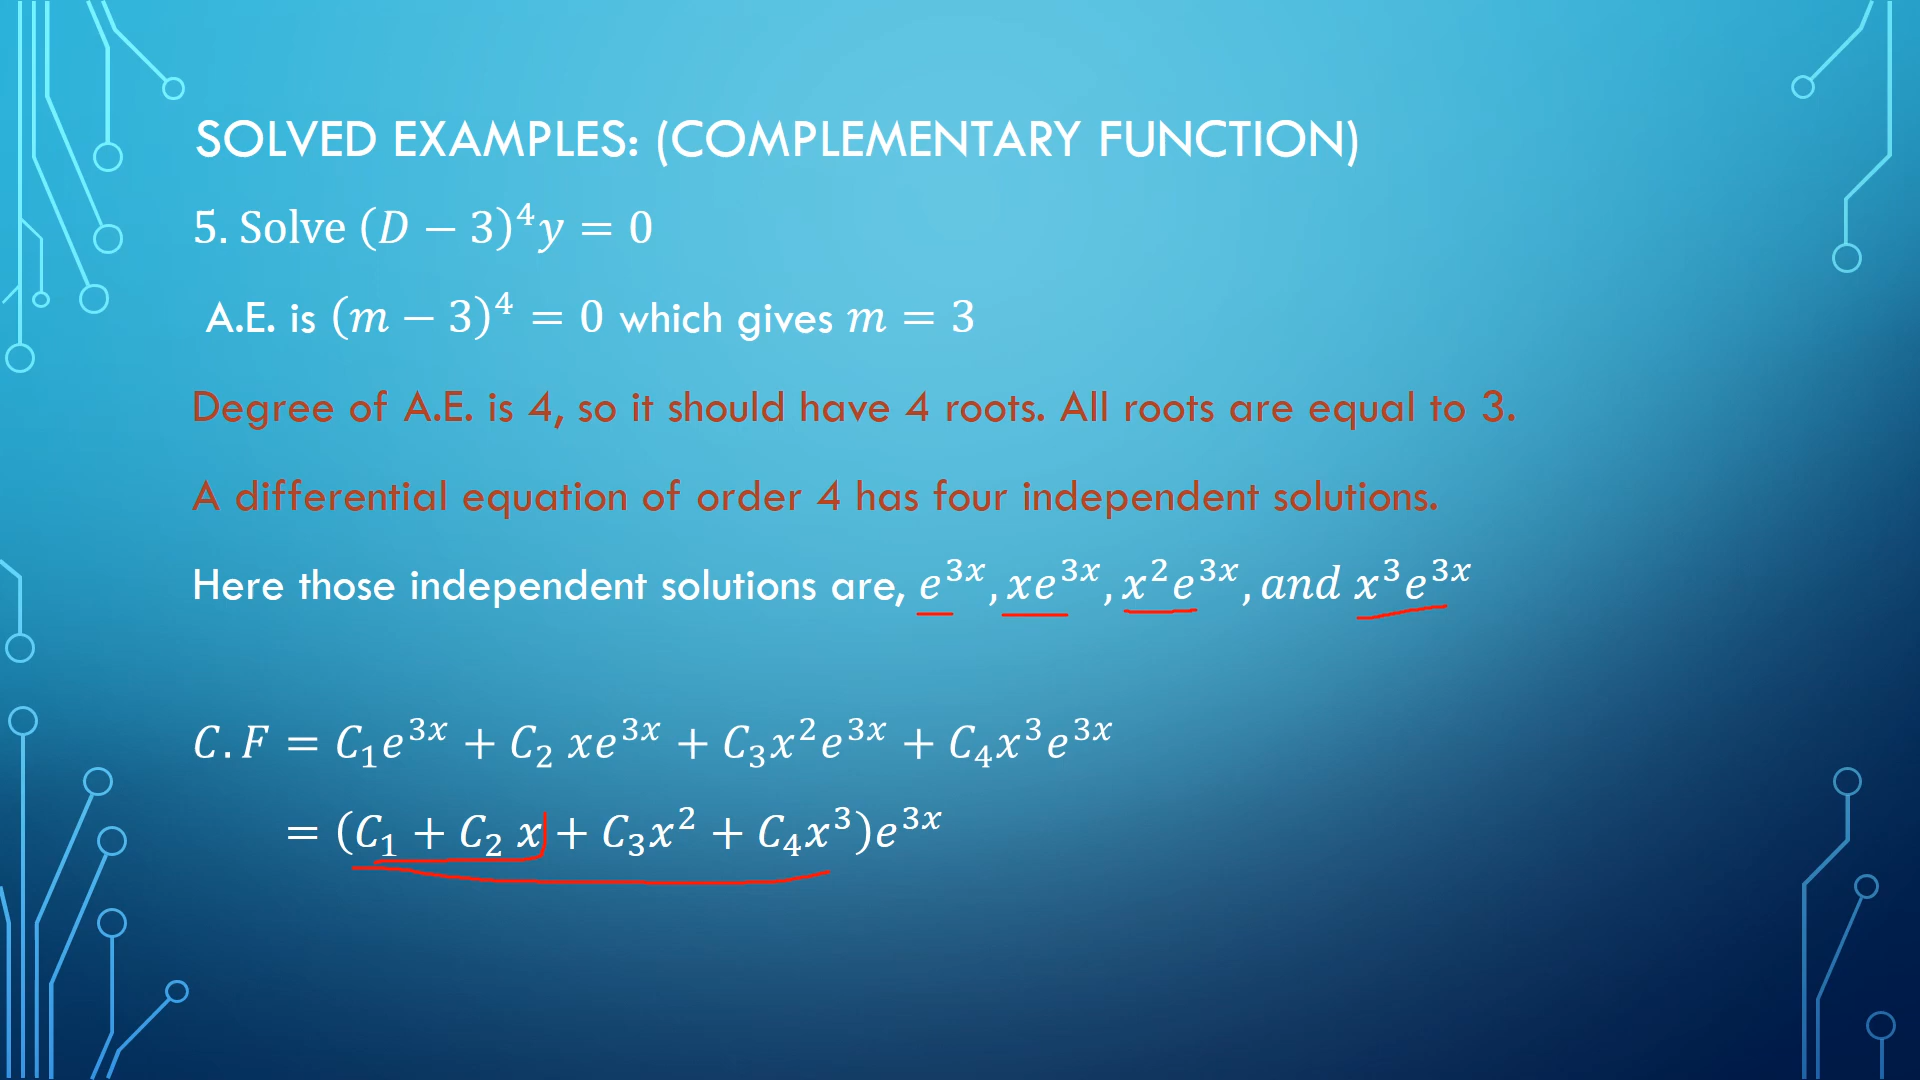 SOLVED EXAMPLES: (COMPLEMENTARY FUNCTION)
5. Solve (D − 3)⁴y = 0
A.E. is (m − 3)⁴ = 0 which gives m = 3
Degree of A.E. is 4, so it should have 4 roots. All roots are equal to 3.
A differential equation of order 4 has four independent solutions.
Here those independent solutions are, e³ˣ, xe³ˣ, x²e³ˣ, and x³e³ˣ
C.F = C₁e³ˣ + C₂ xe³ˣ + C₃x²e³ˣ + C₄x³e³ˣ
= (C₁ + C₂ x + C₃x² + C₄x³)e³ˣ